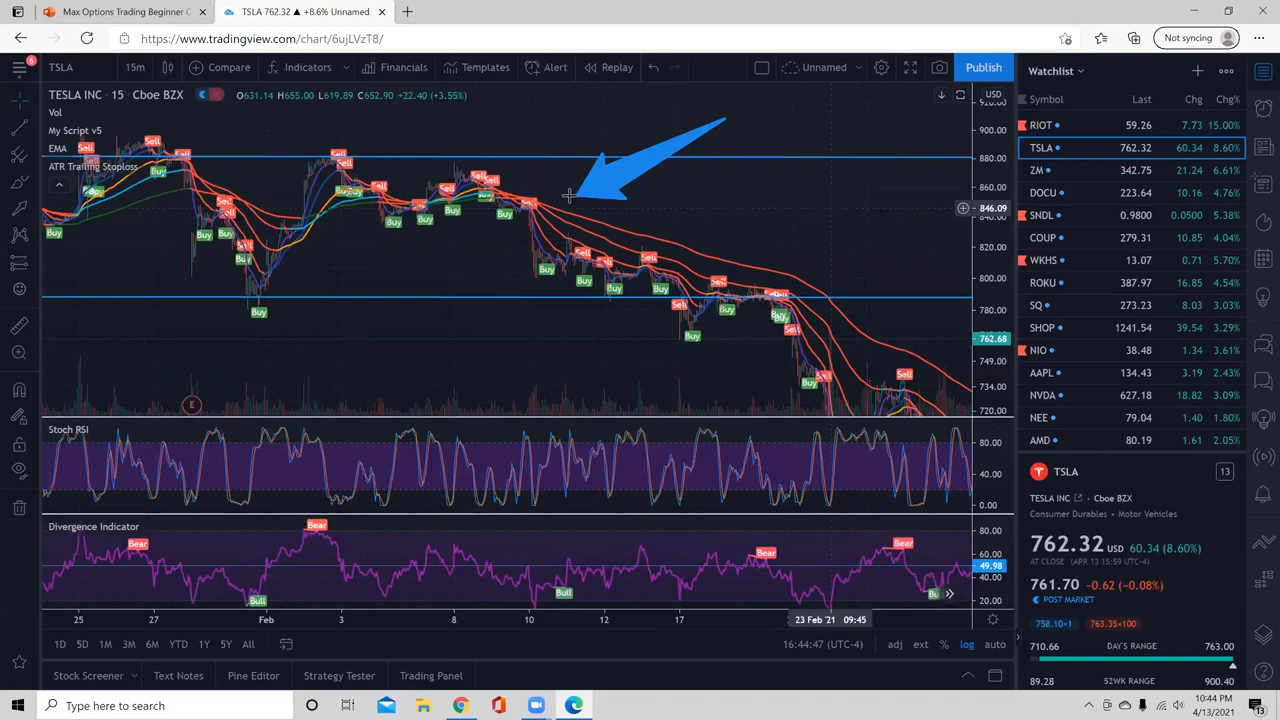 Max Options Trading Beginner C
TSLA 762.32 ▲ +8.6% Unnamed
https://www.tradingview.com/chart/6ujLVzT8/
Not syncing
6
TSLA 15m Compare Indicators Financials Templates Alert Replay Unnamed Publish
TESLA INC · 15 · Cboe BZX O631.14 H655.00 L619.89 C652.90 +22.40 (+3.55%)
USD
Vol
My Script v5
EMA
ATR Trailing Stoploss
Sell
Buy
E
900.00
880.00
860.00
846.09
840.00
820.00
800.00
780.00
762.68
749.00
734.00
720.00
Stoch RSI
80.00
40.00
0.00
Divergence Indicator
Bear
Bear
Bear
Bear
Bull
Bull
80.00
60.00
49.98
40.00
20.00
25 27 Feb 3 8 10 12 17 23 Feb '21 09:45
1D 5D 1M 3M 6M YTD 1Y 5Y All
16:44:47 (UTC-4) adj ext % log auto
Stock Screener Text Notes Pine Editor Strategy Tester Trading Panel
Watchlist
Symbol Last Chg Chg%
RIOT 59.26 7.73 15.00%
TSLA 762.32 60.34 8.60%
ZM 342.75 21.24 6.61%
DOCU 223.64 10.16 4.76%
SNDL 0.9800 0.0500 5.38%
COUP 279.31 10.85 4.04%
WKHS 13.07 0.71 5.70%
ROKU 387.76 16.85 4.54%
SQ 273.23 8.03 3.03%
SHOP 1241.54 39.54 3.29%
NIO 38.48 1.34 3.61%
AAPL 134.43 3.19 2.43%
NVDA 627.18 18.82 3.09%
NEE 79.04 1.40 1.80%
AMD 80.19 1.61 2.05%
TSLA 13
TESLA INC · Cboe BZX
Consumer Durables · Motor Vehicles
762.32 USD 60.34 (8.60%)
AT CLOSE (APR 13 15:59 UTC-4)
761.70 −0.62 (−0.08%)
POST MARKET
758.10×1 763.35×100
710.66 DAY'S RANGE 763.00
89.28 52WK RANGE 900.40
Type here to search
10:44 PM
4/13/2021
13